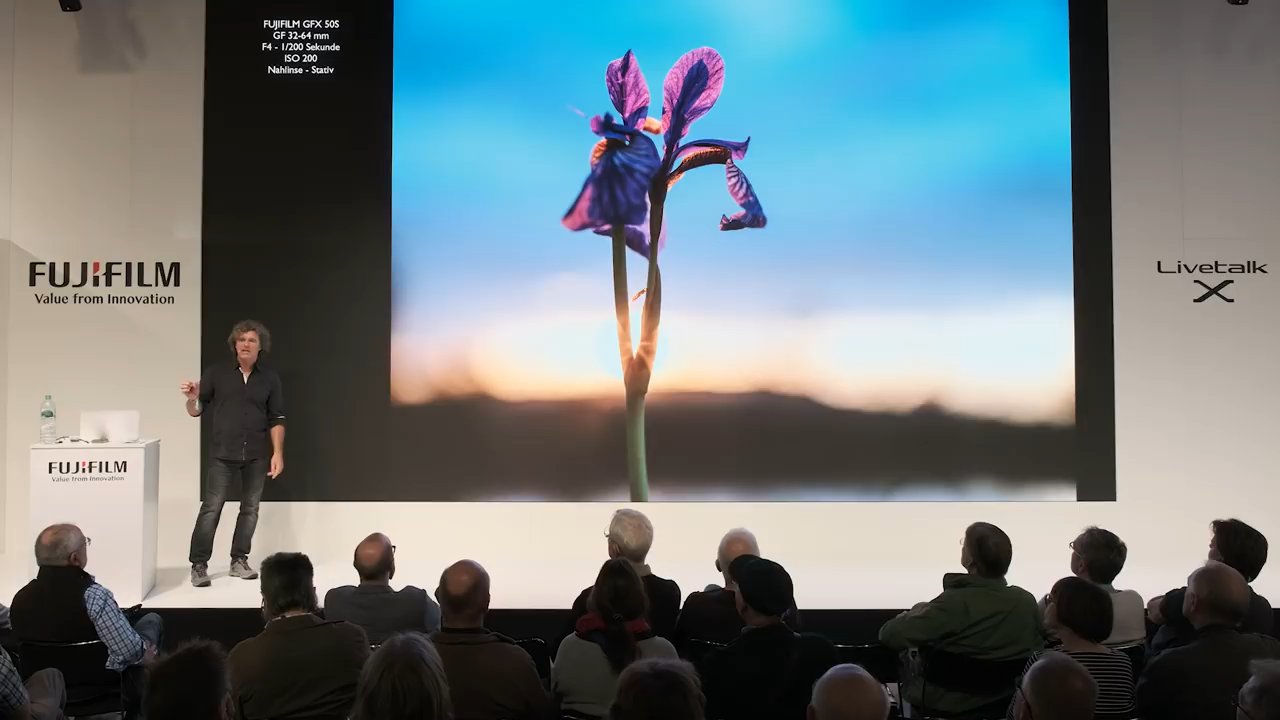 FUJIFILM GFX 50S
GF 32-64 mm
F4 - 1/200 Sekunde
ISO 200
Nahlinse - Stativ
FUJIFILM
Value from Innovation
Livetalk
X
FUJIFILM
Value from Innovation